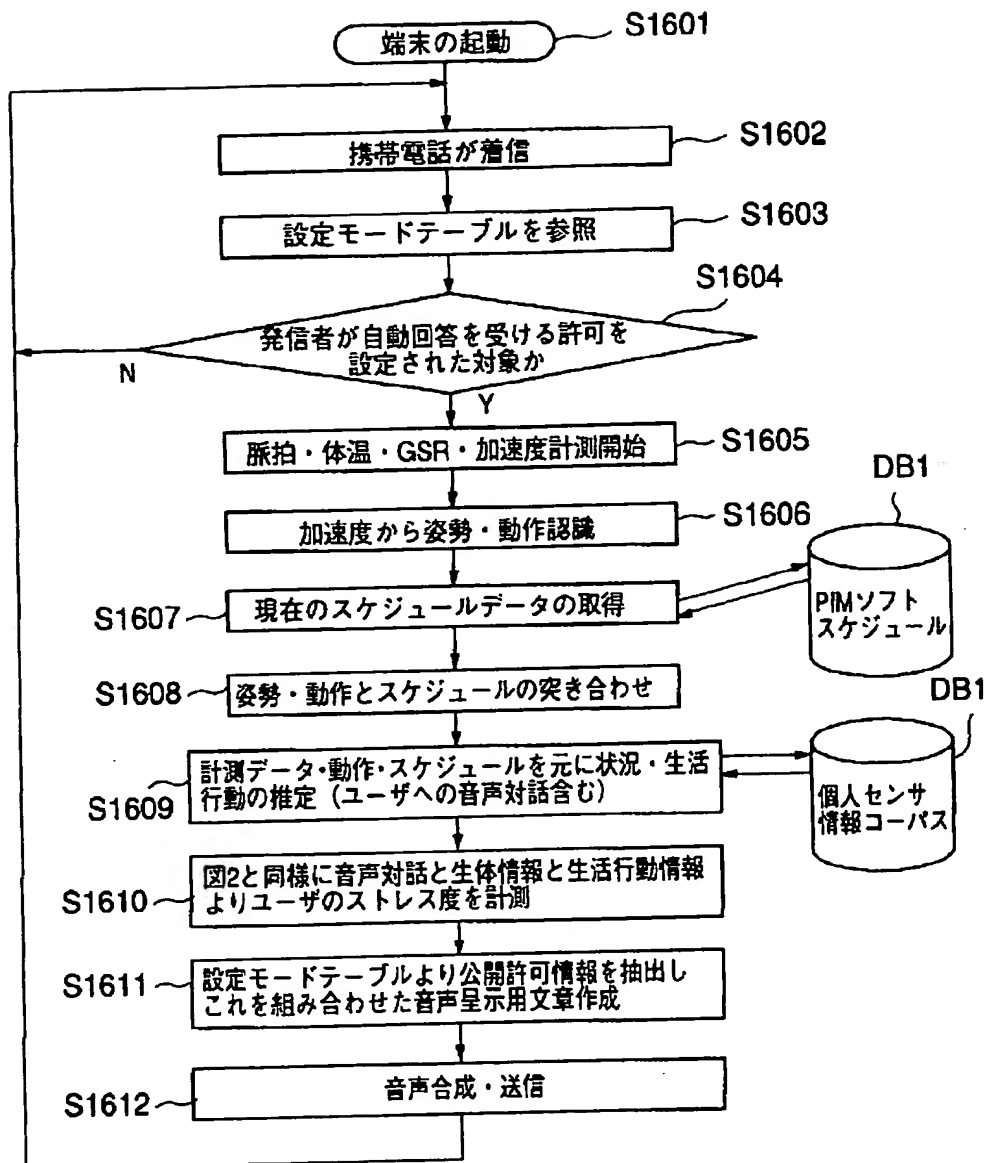 端末の起動
S1601
携帯電話が着信
S1602
設定モードテーブルを参照
S1603
S1604
発信者が自動回答を受ける許可を
設定された対象か
N
Y
脈拍・体温・GSR・加速度計測開始
S1605
加速度から姿勢・動作認識
S1606
DB1
S1607
現在のスケジュールデータの取得
PIMソフト
スケジュール
S1608
姿勢・動作とスケジュールの突き合わせ
DB1
S1609
計測データ・動作・スケジュールを元に状況・生活
行動の推定（ユーザへの音声対話含む）
個人センサ
情報コーパス
S1610
図2と同様に音声対話と生体情報と生活行動情報
よりユーザのストレス度を計測
S1611
設定モードテーブルより公開許可情報を抽出し
これを組み合わせた音声呈示用文章作成
S1612
音声合成・送信